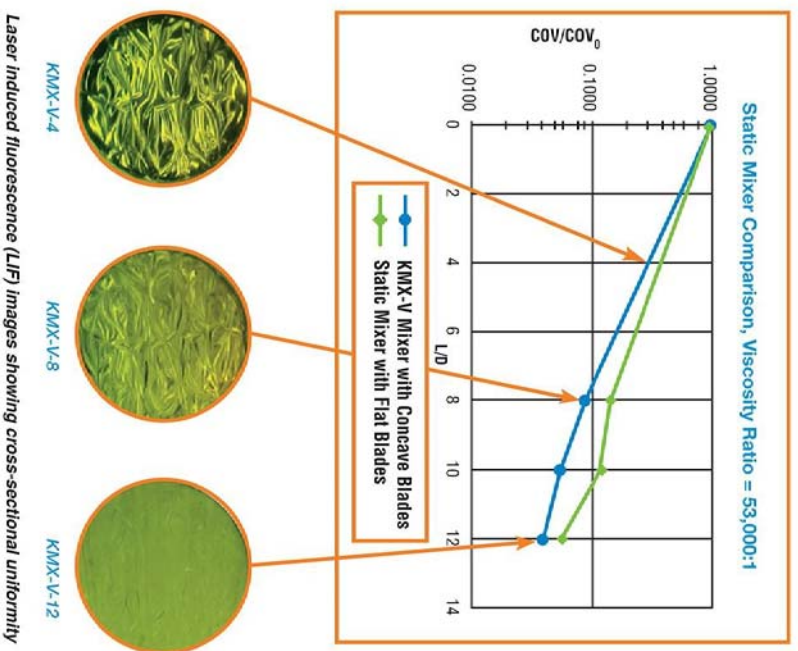 Static Mixer Comparison, Viscosity Ratio = 53,000:1
COV/COV₀
1.0000
0.1000
0.0100
0 2 4 6 8 10 12 14
L/D
KMX-V Mixer with Concave Blades
Static Mixer with Flat Blades
KMX-V-4 KMX-V-8 KMX-V-12
Laser induced fluorescence (LIF) images showing cross-sectional uniformity